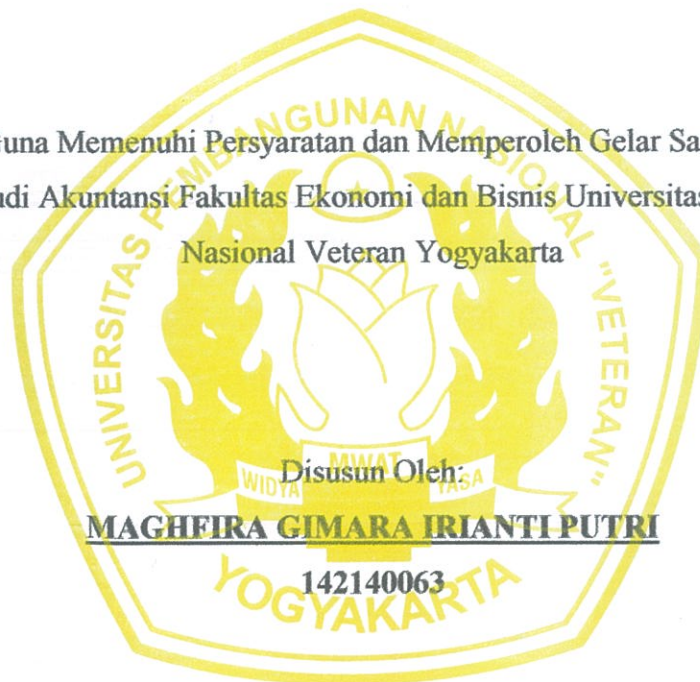 una Memenuhi Persyaratan dan Memperoleh Gelar Sa
di Akuntansi Fakultas Ekonomi dan Bisnis Universitas
Nasional Veteran Yogyakarta
UNIVERSITAS PEMBANGUNAN NASIONAL "VETERAN"
WIDYA MWAT YASA
YOGYAKARTA
Disusun Oleh:
MAGHFIRA GIMARA IRIANTI PUTRI
142140063